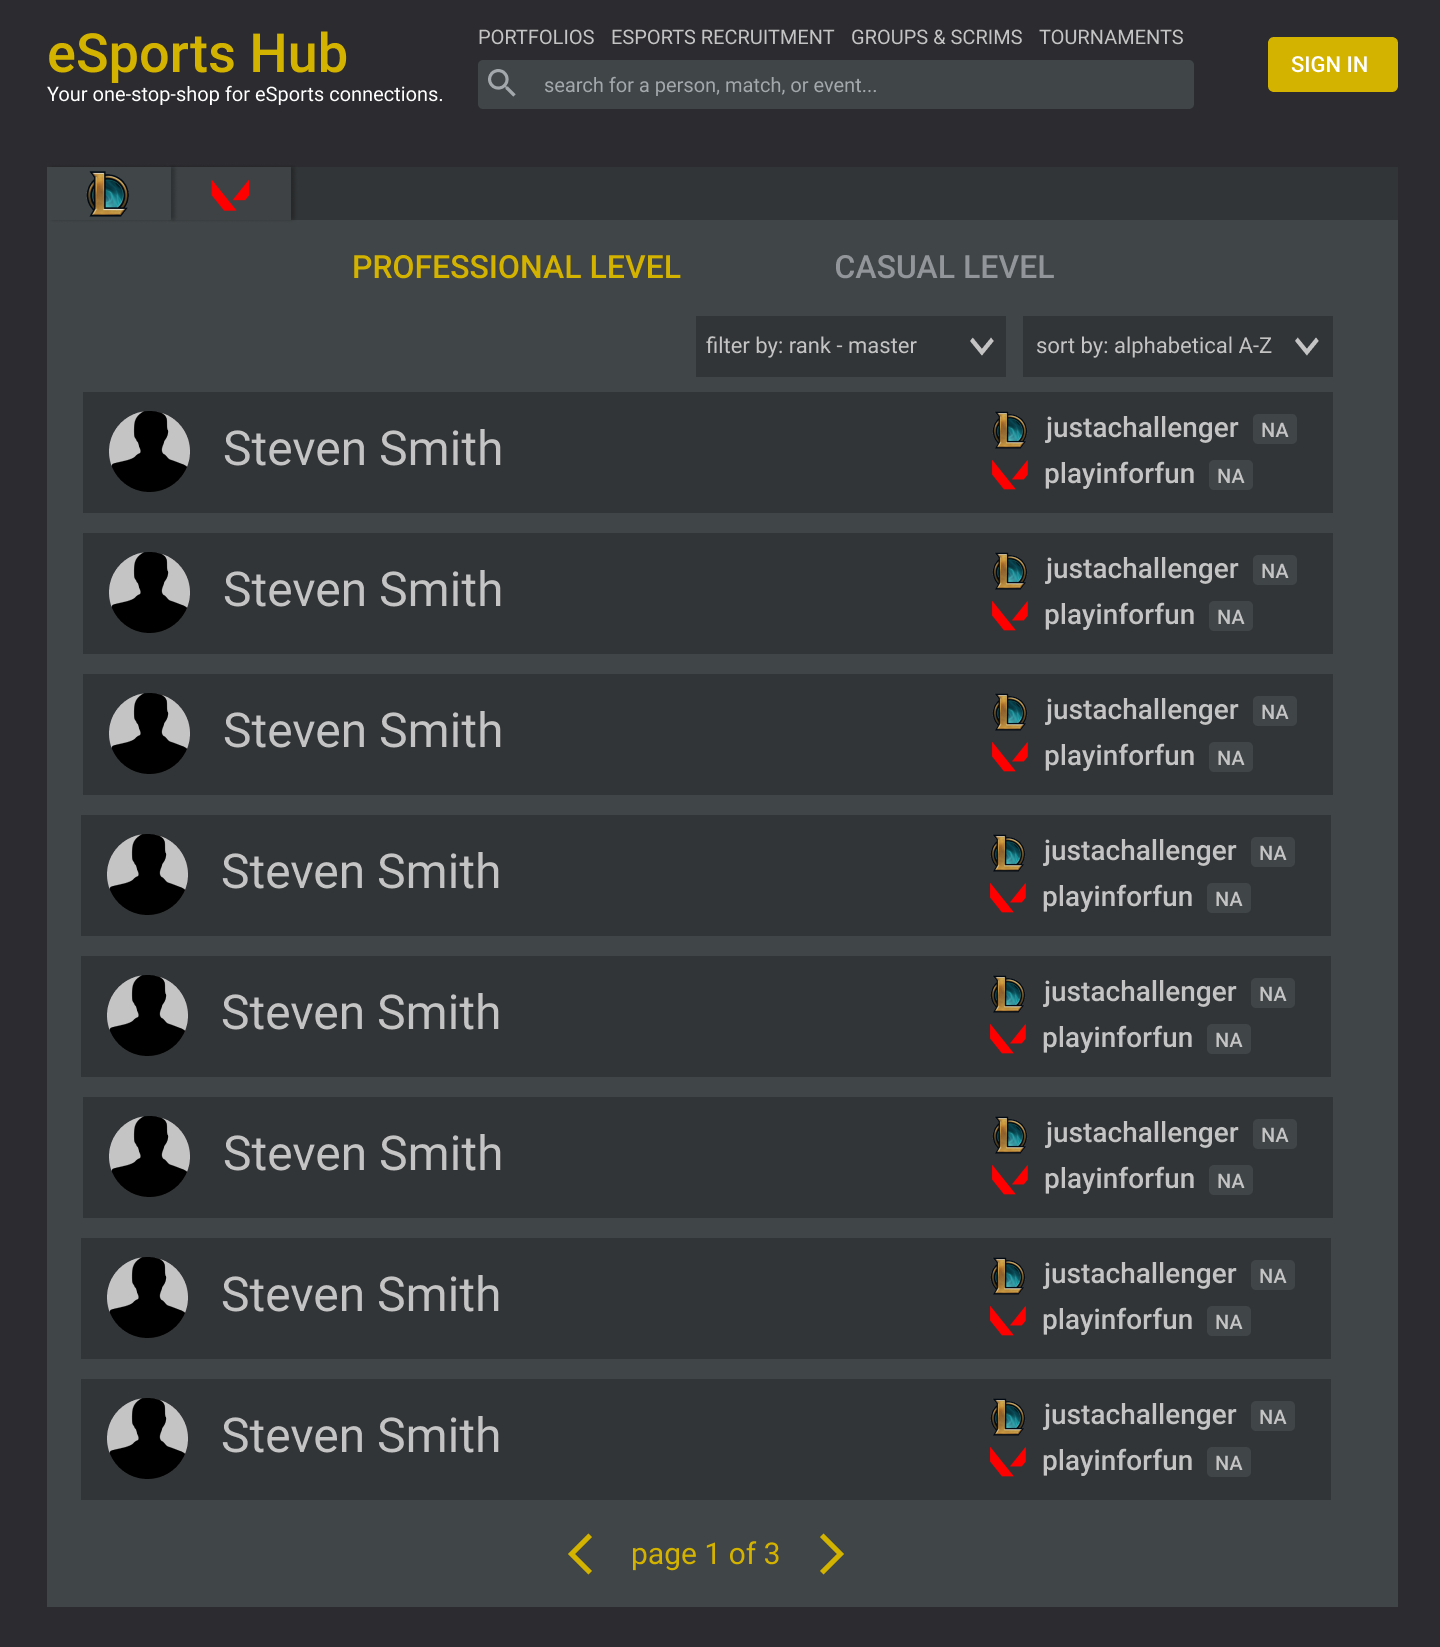 eSports Hub
Your one-stop-shop for eSports connections.
PORTFOLIOS ESPORTS RECRUITMENT GROUPS & SCRIMS TOURNAMENTS
search for a person, match, or event...
SIGN IN
PROFESSIONAL LEVEL CASUAL LEVEL
filter by: rank - master sort by: alphabetical A-Z
Steven Smith
justachallenger NA
playinforfun NA
Steven Smith
justachallenger NA
playinforfun NA
Steven Smith
justachallenger NA
playinforfun NA
Steven Smith
justachallenger NA
playinforfun NA
Steven Smith
justachallenger NA
playinforfun NA
Steven Smith
justachallenger NA
playinforfun NA
Steven Smith
justachallenger NA
playinforfun NA
Steven Smith
justachallenger NA
playinforfun NA
page 1 of 3